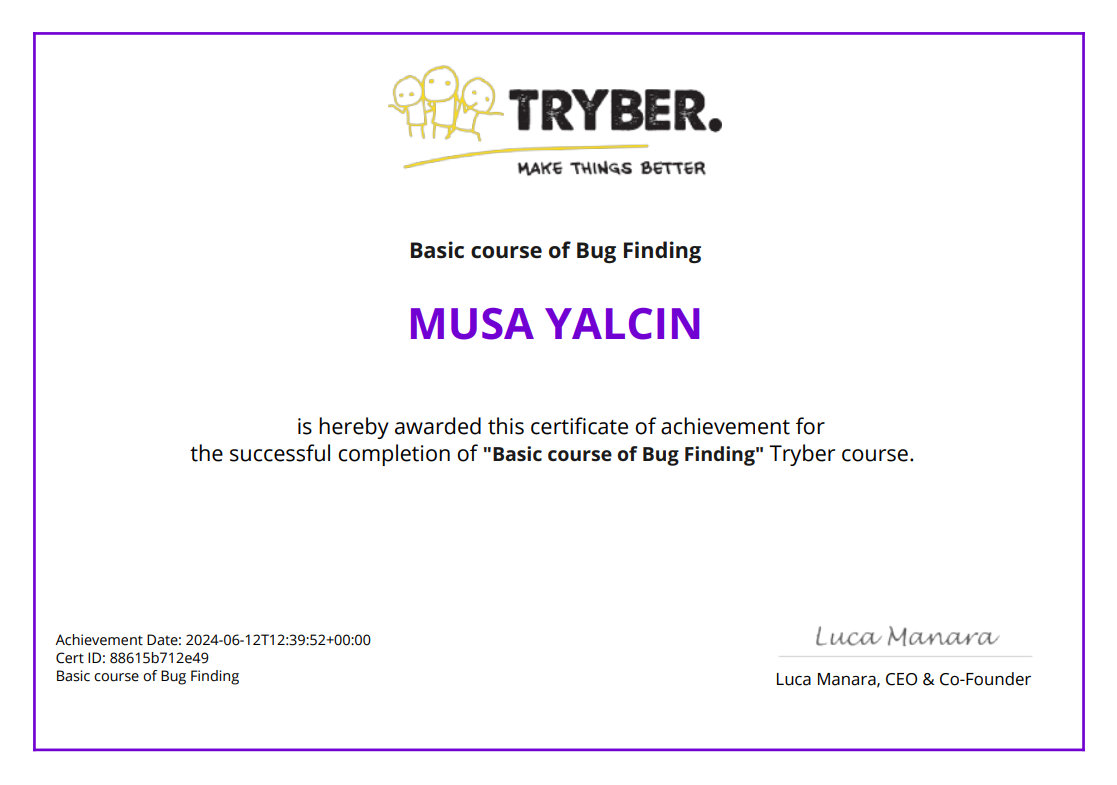 TRYBER.
MAKE THINGS BETTER
Basic course of Bug Finding
MUSA YALCIN
is hereby awarded this certificate of achievement for
the successful completion of "Basic course of Bug Finding" Tryber course.
Achievement Date: 2024-06-12T12:39:52+00:00
Cert ID: 88615b712e49
Basic course of Bug Finding
Luca Manara
Luca Manara, CEO & Co-Founder